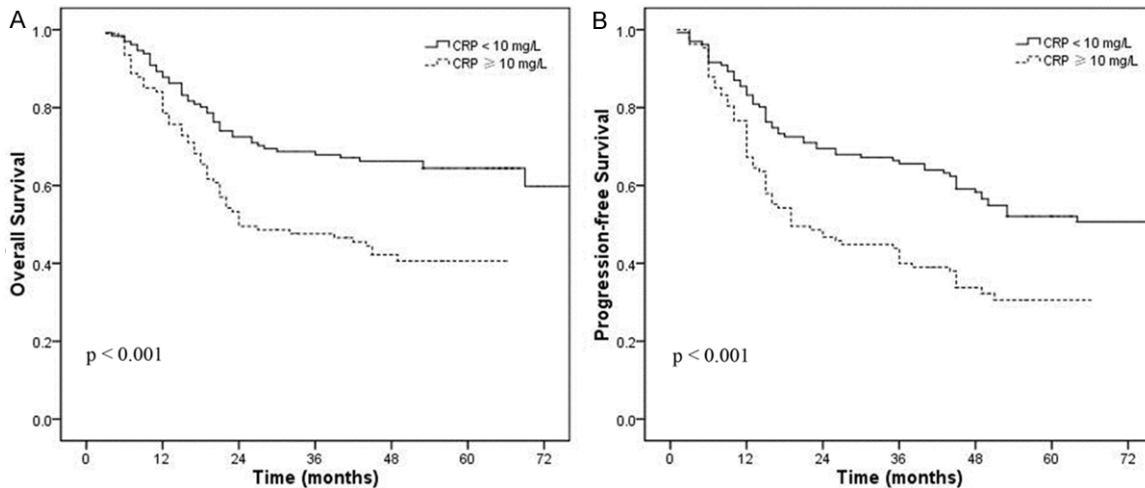 A
Overall Survival
1.0
0.8
0.6
0.4
0.2
0.0
CRP < 10 mg/L
CRP ⩾ 10 mg/L
p < 0.001
0 12 24 36 48 60 72
Time (months)
B
Progression-free Survival
1.0
0.8
0.6
0.4
0.2
0.0
CRP < 10 mg/L
CRP ⩾ 10 mg/L
p < 0.001
0 12 24 36 48 60 72
Time (months)